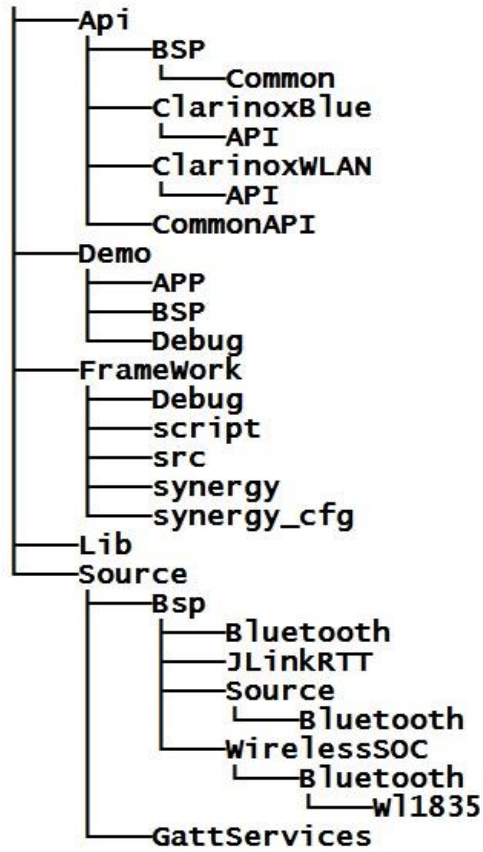 Api
BSP
Common
ClarinoxBlue
API
ClarinoxWLAN
API
CommonAPI
Demo
APP
BSP
Debug
FrameWork
Debug
script
src
synergy
synergy_cfg
Lib
Source
Bsp
Bluetooth
JLinkRTT
Source
Bluetooth
WirelessSOC
Bluetooth
Wl1835
GattServices